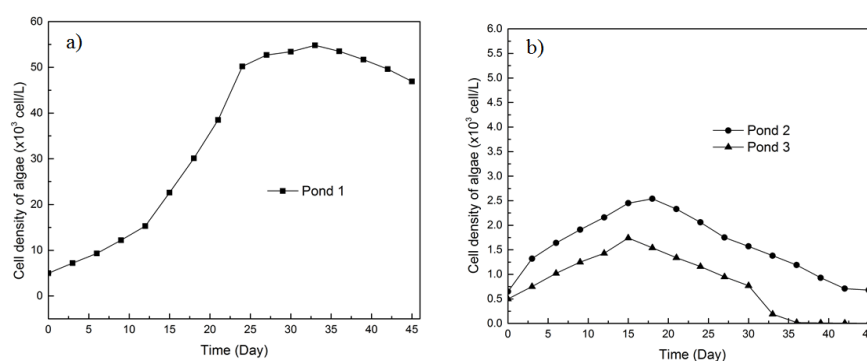 a)
60
50
40
30
20
10
0
Cell density of algae (x10³ cell/L)
Pond 1
0 5 10 15 20 25 30 35 40 45
Time (Day)
b)
6.0
5.5
5.0
4.5
4.0
3.5
3.0
2.5
2.0
1.5
1.0
0.5
0.0
Cell density of algae (x10³ cell/L)
Pond 2
Pond 3
0 5 10 15 20 25 30 35 40 45
Time (Day)